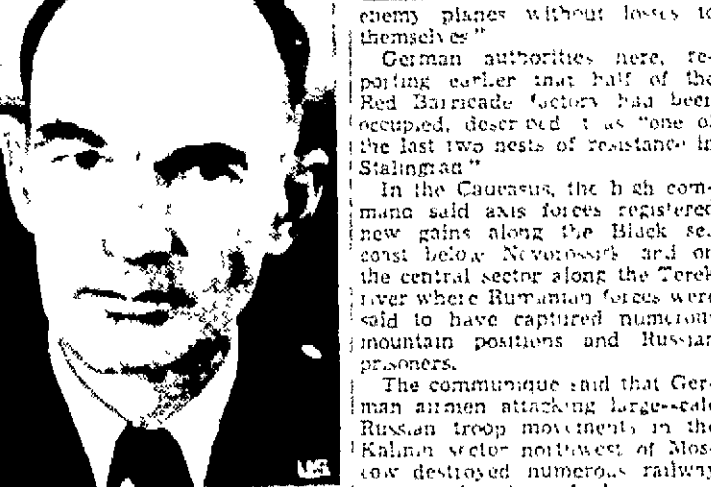 enemy planes without losses to
themselves"
German authorities here, re-
porting earlier that half of the
Red Barricade factory had been
occupied, described it as "one of
the last two nests of resistance in
Stalingrad"
In the Caucasus, the high com-
mand said axis forces registered
new gains along the Black sea
coast below and on
the central sector along the Terek
river where Rumanian forces were
said to have captured numerous
mountain positions and Russian
prisoners.
The communique said that Ger-
man airmen attacking large-scale
Russian troop movements in the
Kalinin sector northwest of Mos-
cow destroyed numerous railway